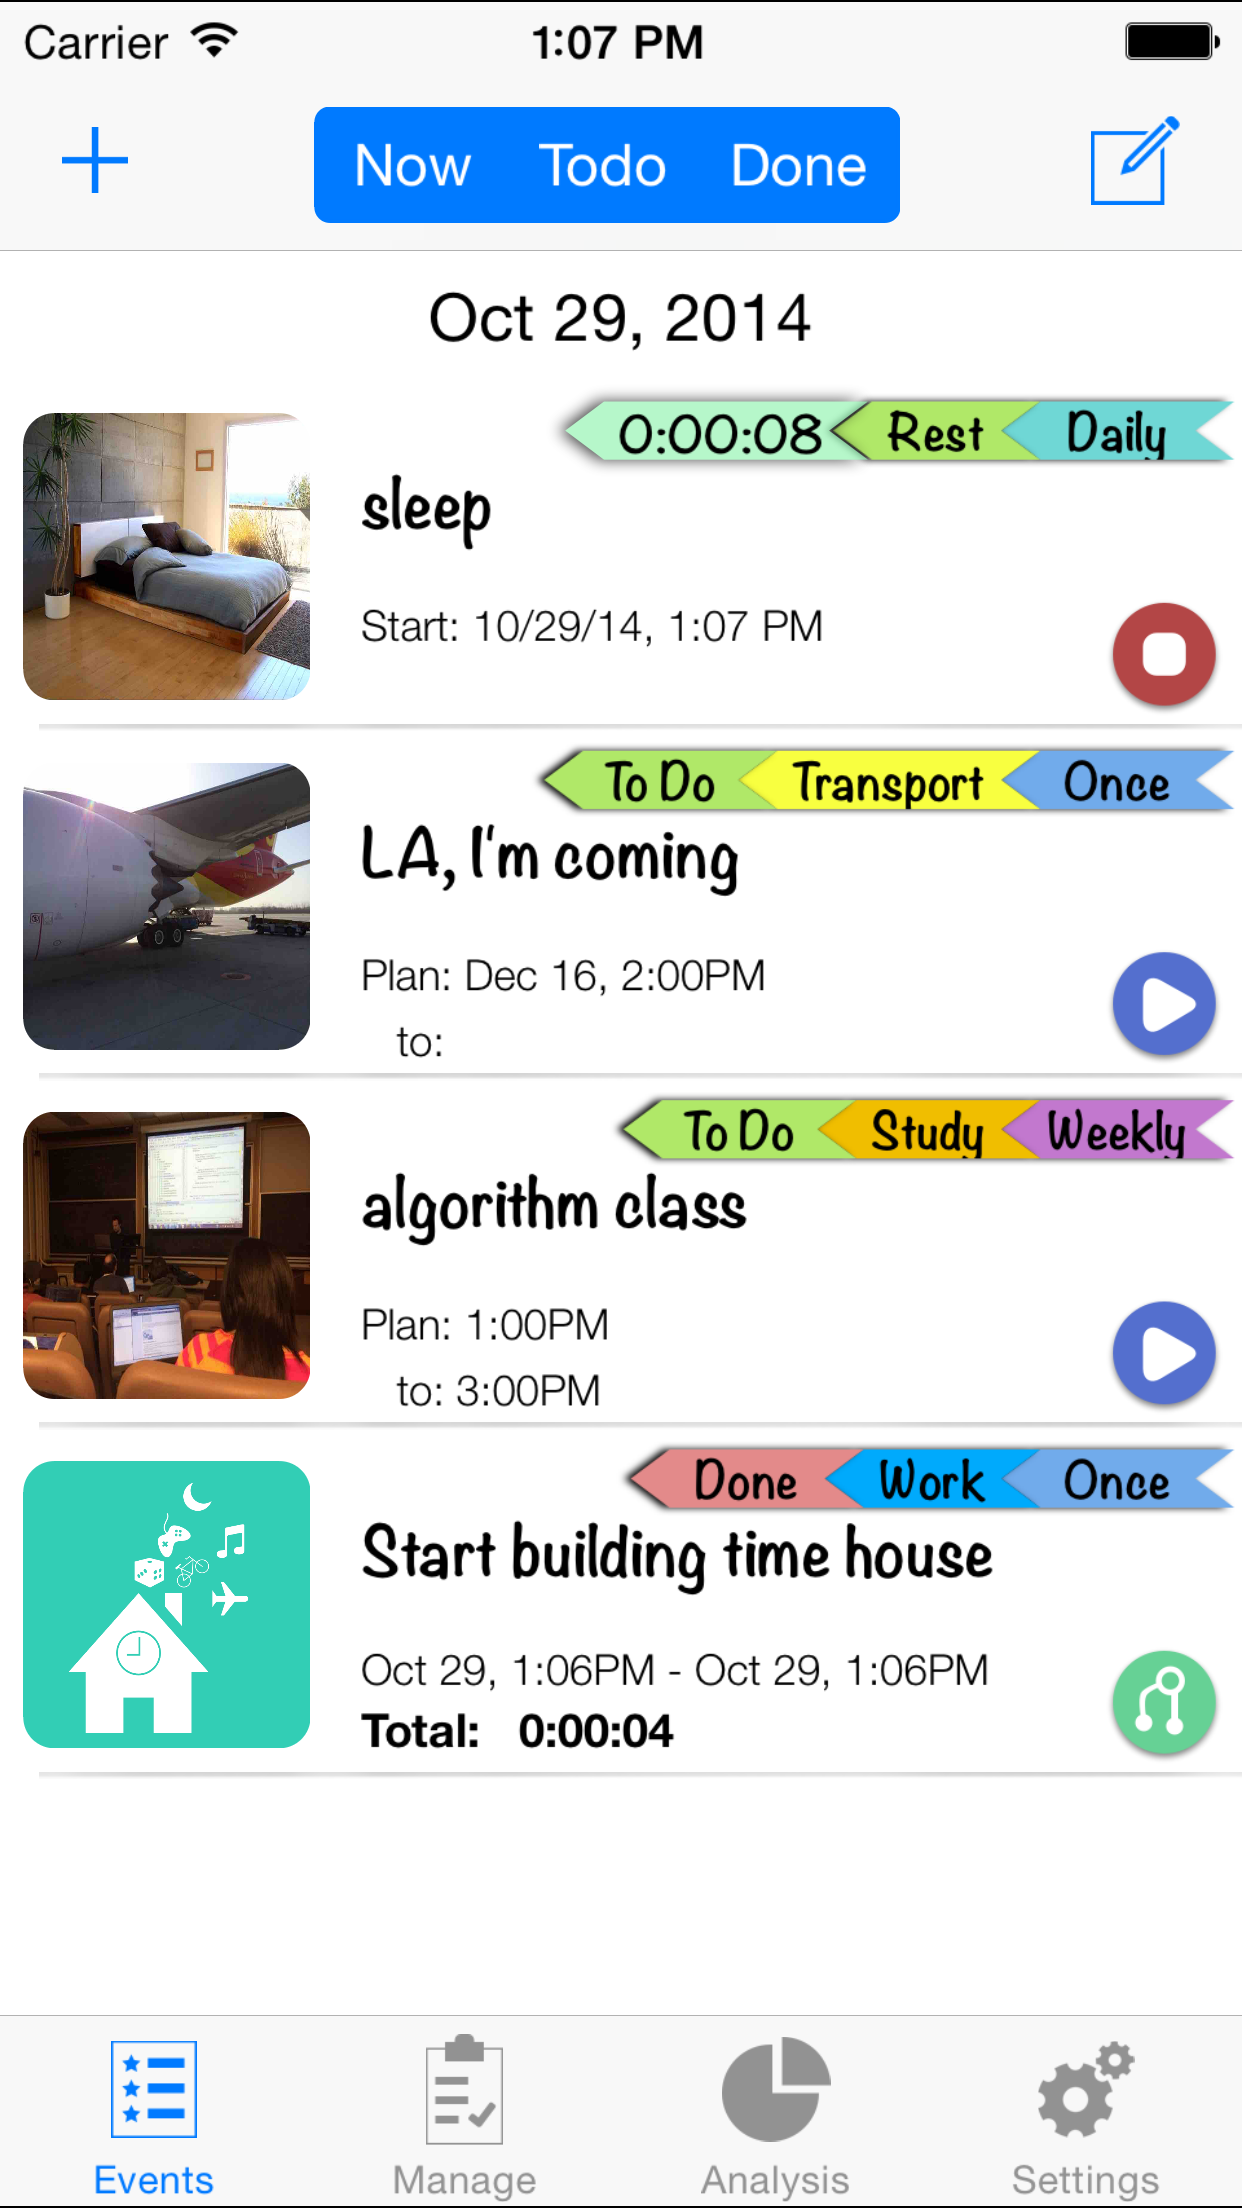 Carrier 1:07 PM
Now Todo Done
Oct 29, 2014
0:00:08 Rest Daily
sleep
Start: 10/29/14, 1:07 PM
To Do Transport Once
LA, I'm coming
Plan: Dec 16, 2:00PM
to:
To Do Study Weekly
algorithm class
Plan: 1:00PM
to: 3:00PM
Done Work Once
Start building time house
Oct 29, 1:06PM - Oct 29, 1:06PM
Total: 0:00:04
Events Manage Analysis Settings